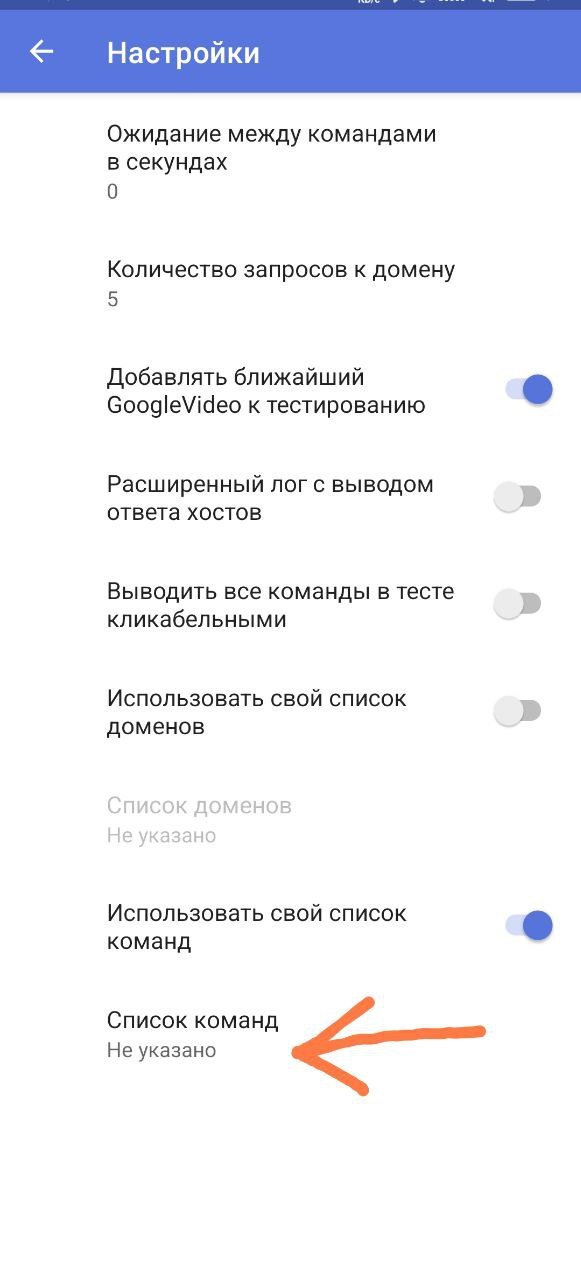 Настройки
Ожидание между командами
в секундах
0
Количество запросов к домену
5
Добавлять ближайший
GoogleVideo к тестированию
Расширенный лог с выводом
ответа хостов
Выводить все команды в тесте
кликабельными
Использовать свой список
доменов
Список доменов
Не указано
Использовать свой список
команд
Список команд
Не указано